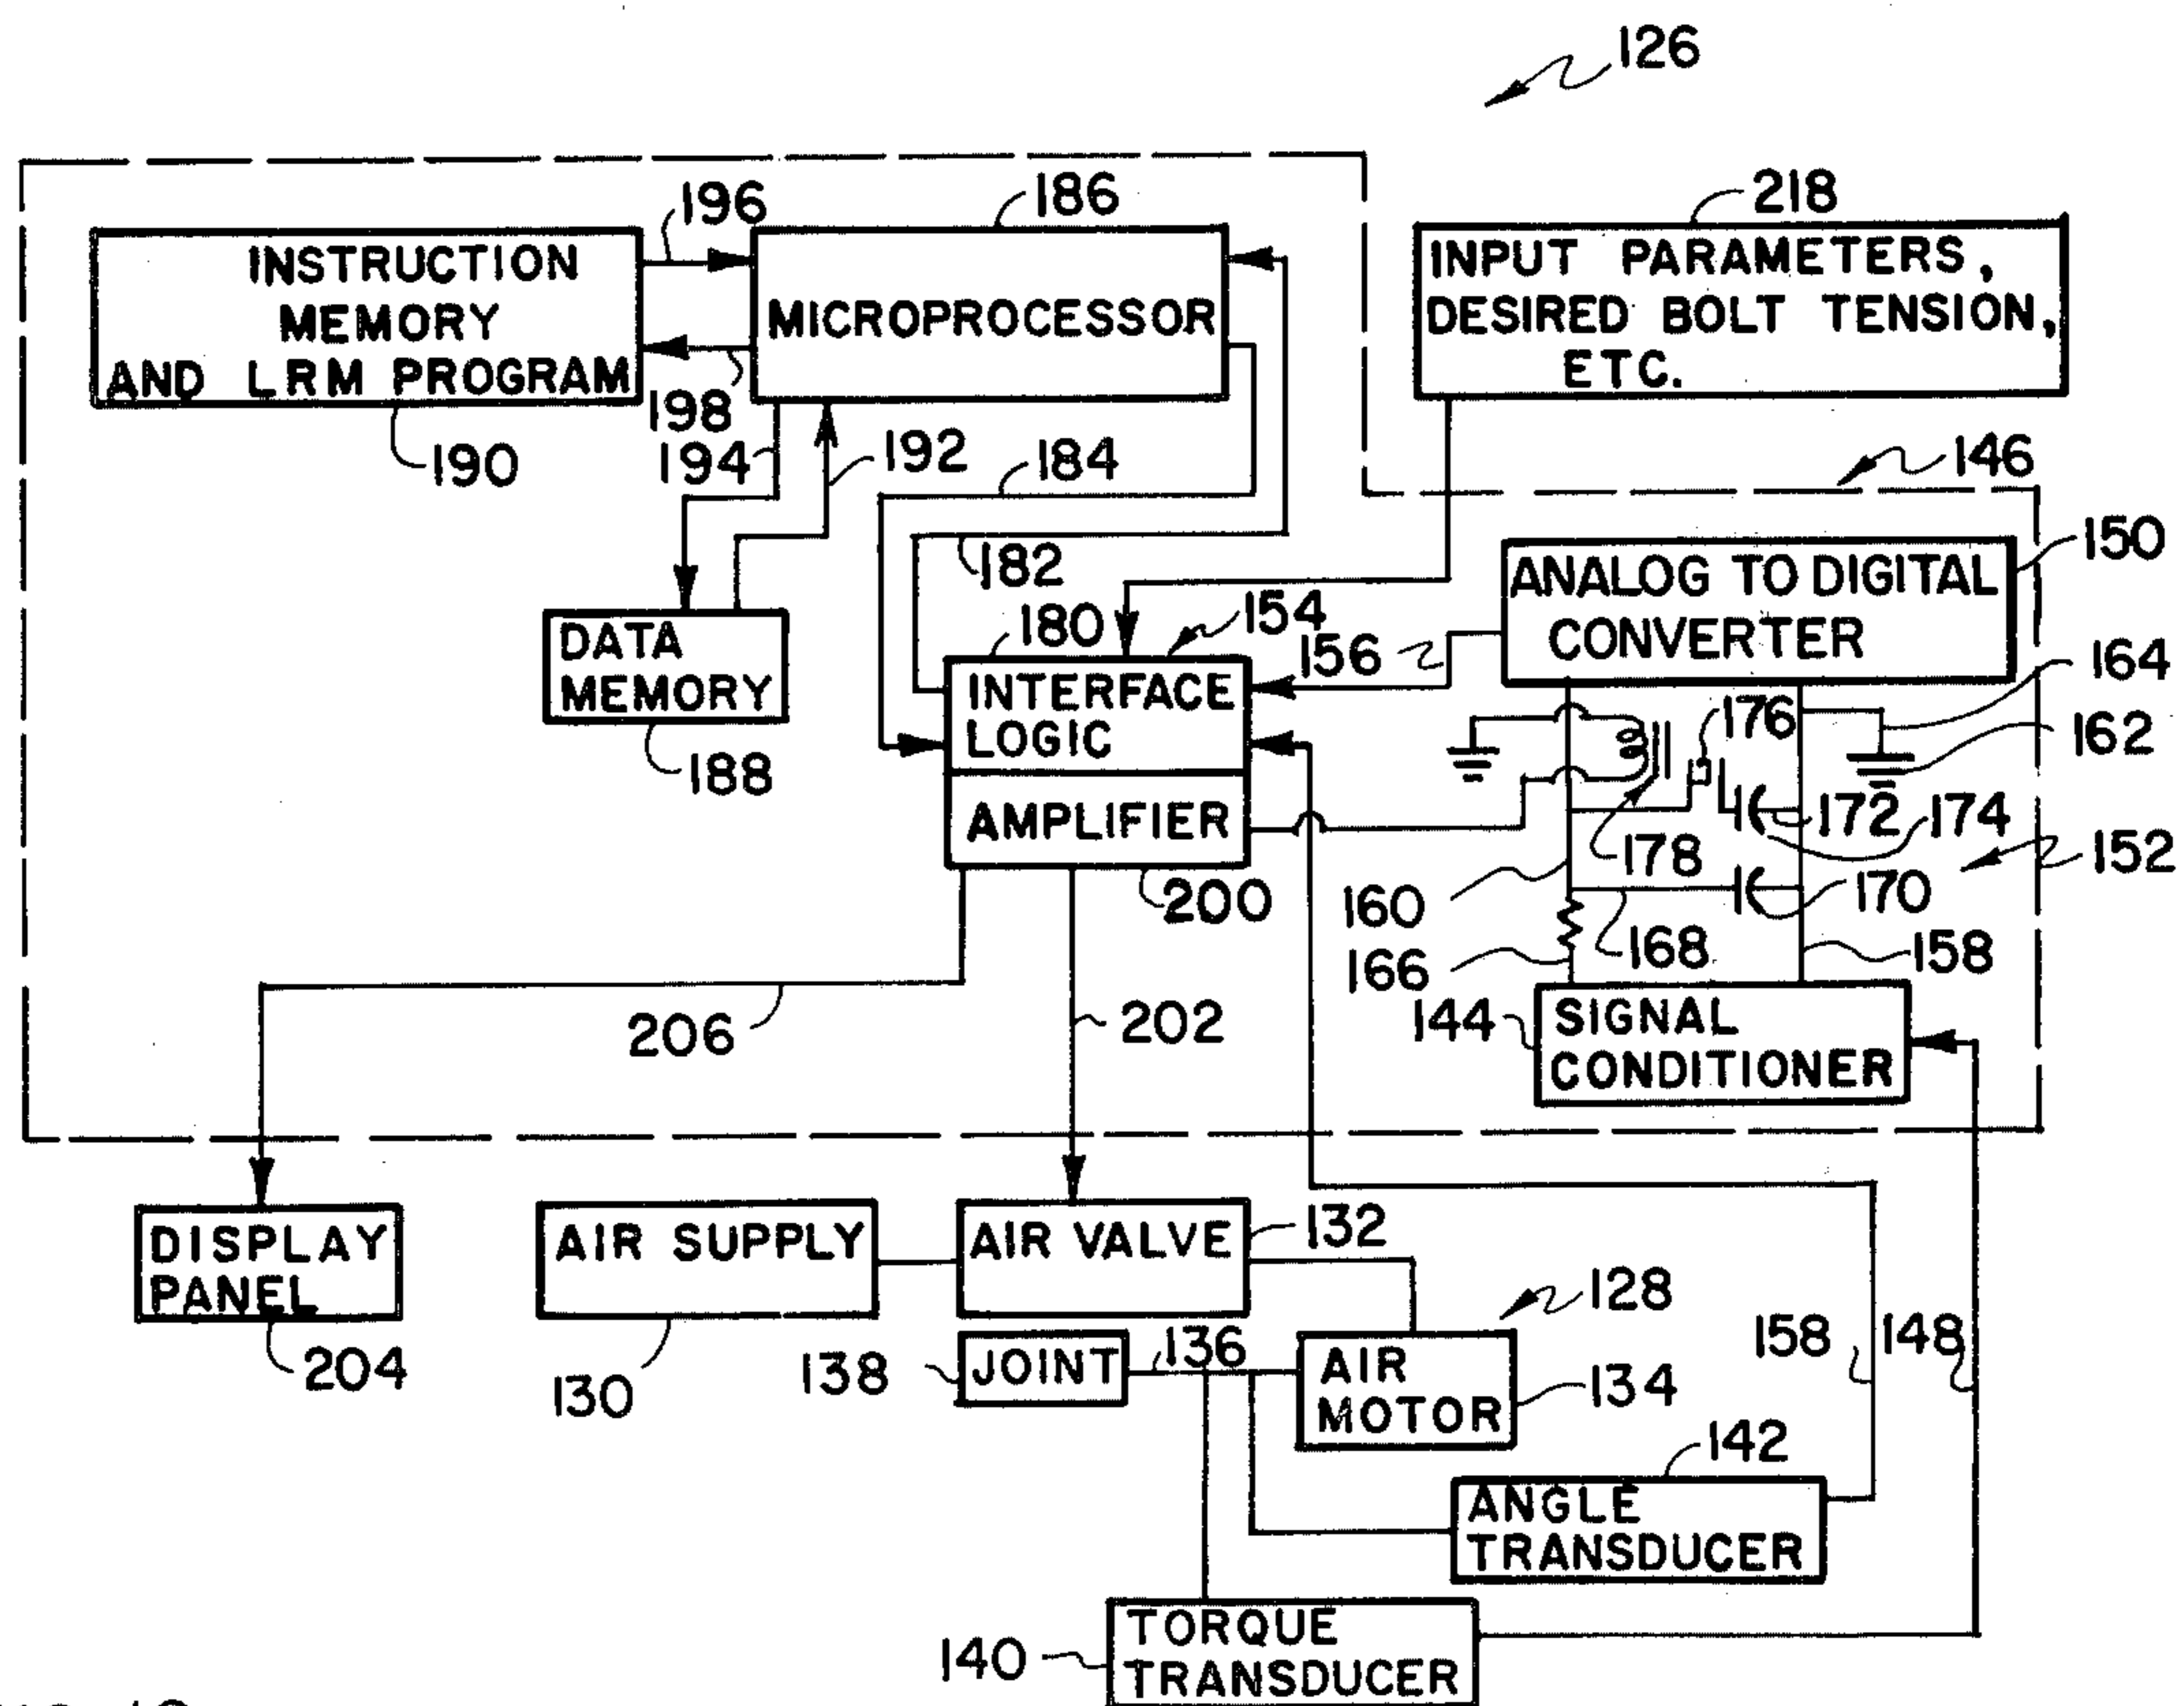 126
196
186
218
INSTRUCTION
MEMORY
AND LRM PROGRAM
MICROPROCESSOR
INPUT PARAMETERS,
DESIRED BOLT TENSION,
ETC.
198
190
194
192
184
146
182
150
ANALOG TO DIGITAL
CONVERTER
180
154
156
164
DATA
MEMORY
INTERFACE
LOGIC
176
162
188
AMPLIFIER
172
174
178
152
200
160
170
166
168
158
206
202
144
SIGNAL
CONDITIONER
DISPLAY
PANEL
AIR SUPPLY
AIR VALVE
132
128
204
130
138
JOINT
136
AIR
MOTOR
134
158
148
142
ANGLE
TRANSDUCER
140
TORQUE
TRANSDUCER